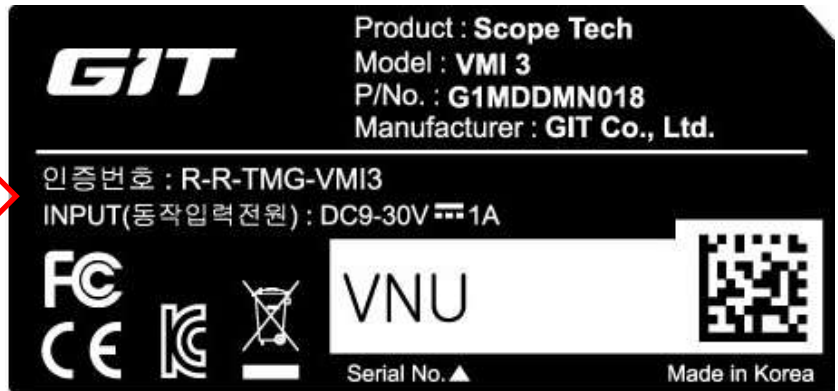 GIT
Product : Scope Tech
Model : VMI 3
P/No. : G1MDDMN018
Manufacturer : GIT Co., Ltd.
인증번호 : R-R-TMG-VMI3
INPUT(동작입력전원) : DC9-30V ⎓ 1A
FC
CE
KC
VNU
Serial No.▲
Made in Korea